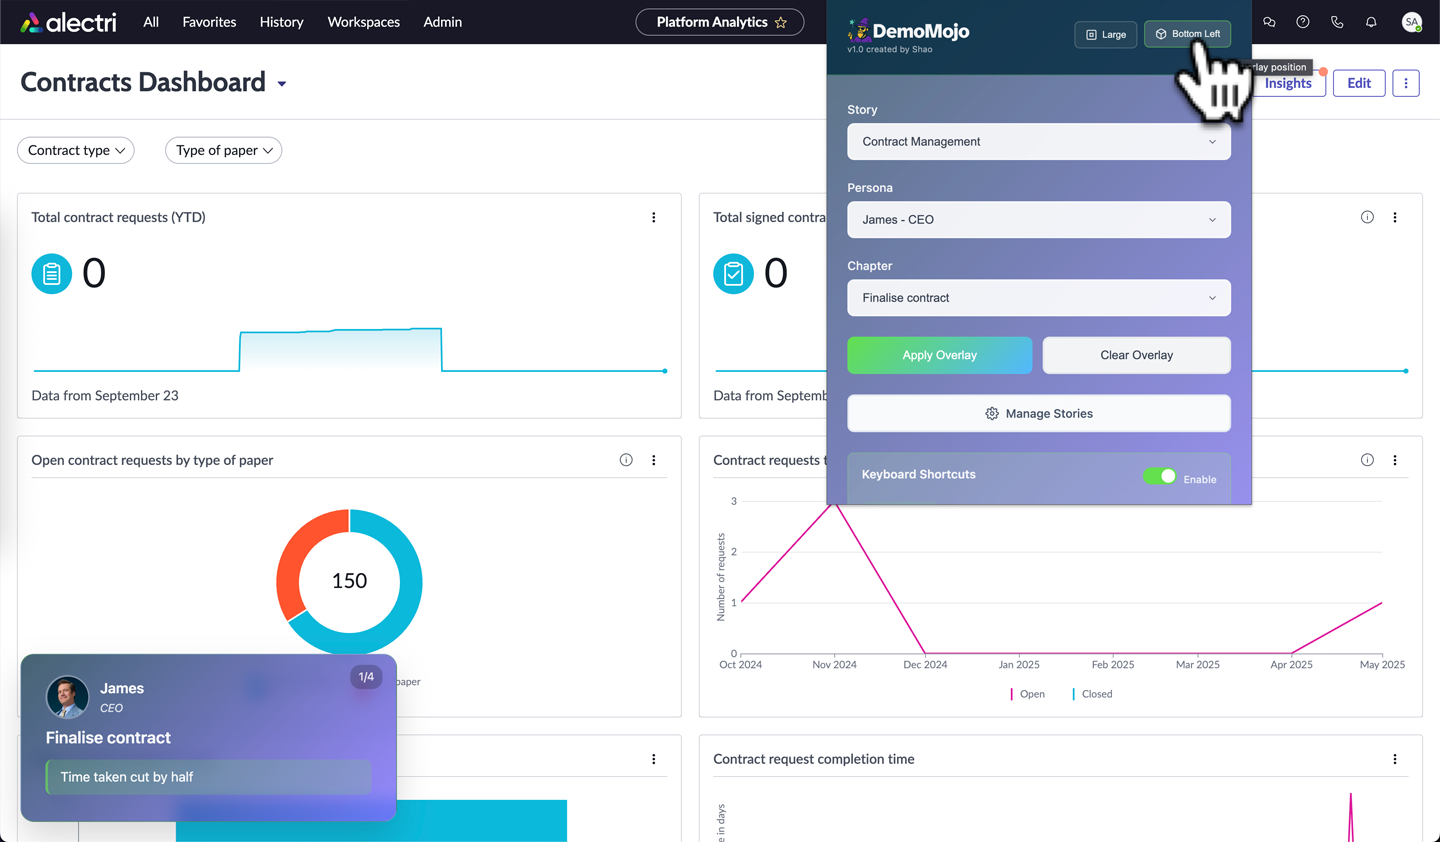 alectri
All
Favorites
History
Workspaces
Admin
Platform Analytics
SA
Contracts Dashboard
Insights
Edit
Contract type
Type of paper
Total contract requests (YTD)
0
Data from September 23
Total signed contra
0
Data from Septemb
Open contract requests by type of paper
150
paper
Contract requests t
Number of requests
3
2
1
0
Oct 2024
Nov 2024
Dec 2024
Jan 2025
Feb 2025
Mar 2025
Apr 2025
May 2025
Open
Closed
Contract request completion time
e in days
DemoMojo
v1.0 created by Shao
Large
Bottom Left
rlay position
Story
Contract Management
Persona
James - CEO
Chapter
Finalise contract
Apply Overlay
Clear Overlay
Manage Stories
Keyboard Shortcuts
Enable
James
CEO
1/4
Finalise contract
Time taken cut by half